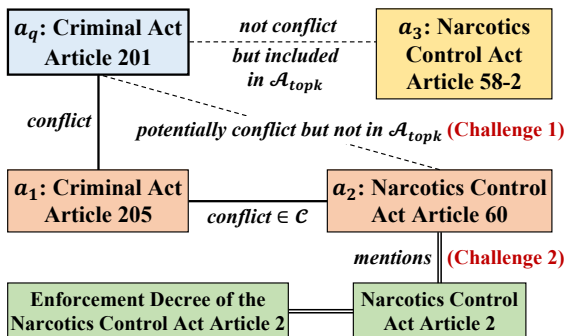 a_q: Criminal Act
Article 201
not conflict
but included
in 𝒜_topk
a_3: Narcotics
Control Act
Article 58-2
conflict
potentially conflict but not in 𝒜_topk (Challenge 1)
a_1: Criminal Act
Article 205
conflict ∈ 𝒞
a_2: Narcotics Control
Act Article 60
mentions (Challenge 2)
Enforcement Decree of the
Narcotics Control Act Article 2
Narcotics Control
Act Article 2